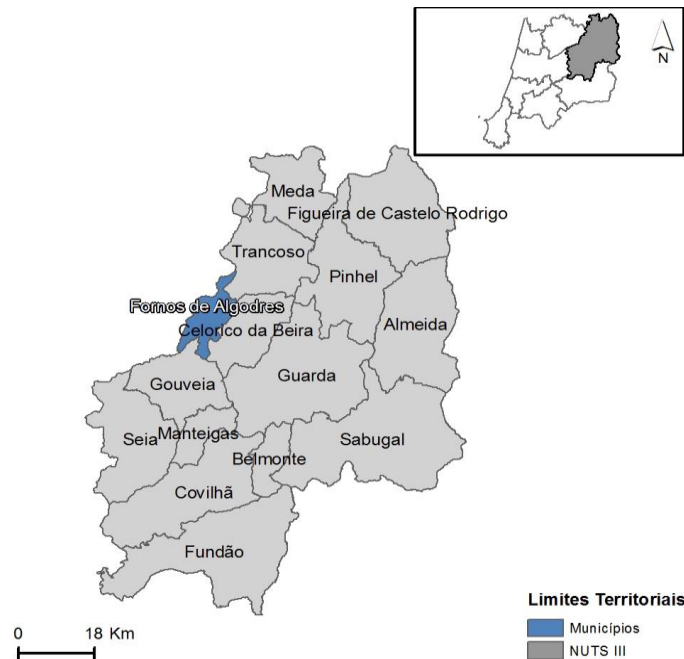 N
Meda
Figueira de Castelo Rodrigo
Trancoso
Pinhel
Fornos de Algodres
Celorico da Beira
Almeida
Guarda
Gouveia
Seia
Manteigas
Belmonte
Sabugal
Covilhã
Fundão
Limites Territoriais
Municípios
NUTS III
0 18 Km